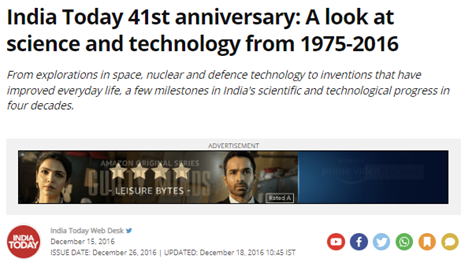 India Today 41st anniversary: A look at
science and technology from 1975-2016
From explorations in space, nuclear and defence technology to inventions that have
improved everyday life, a few milestones in India's scientific and technological progress in
four decades.
ADVERTISEMENT
AMAZON ORIGINAL SERIES
LEISURE BYTES -
Rated A
INDIA
TODAY
India Today Web Desk
December 15, 2016
ISSUE DATE: December 26, 2016 | UPDATED: December 18, 2016 10:45 IST